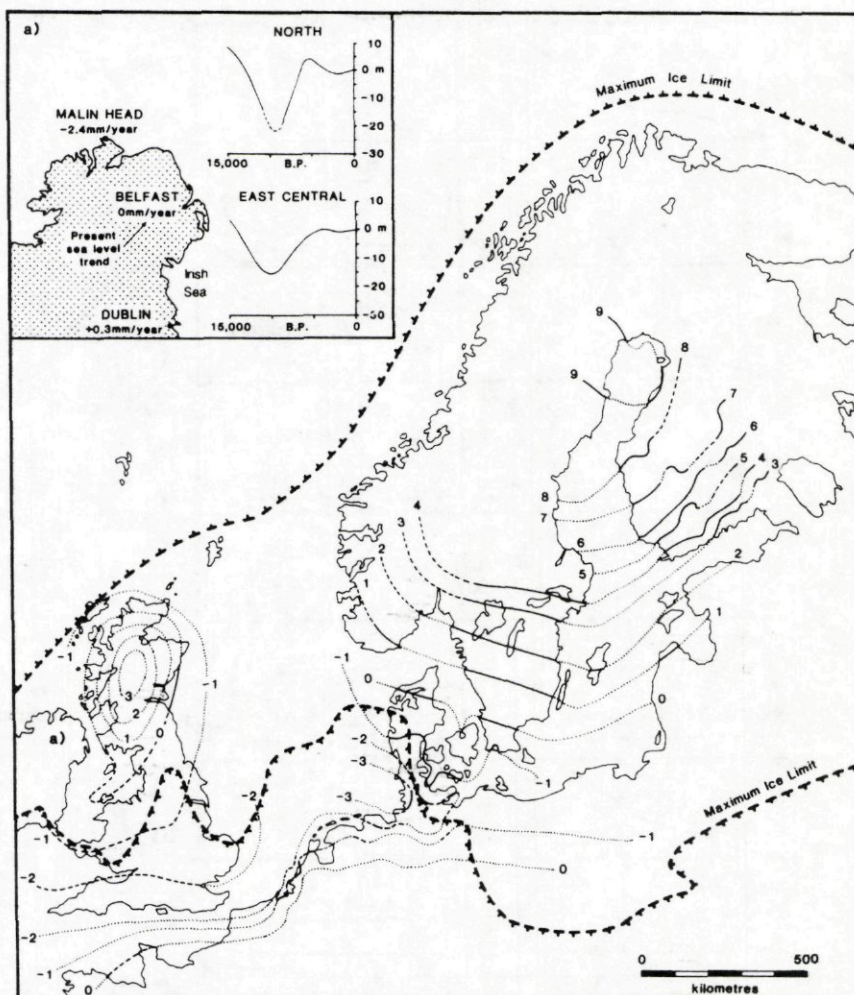 a)
NORTH
10
0 m
-10
-20
-30
15,000
B.P.
0
MALIN HEAD
-2.4mm/year
BELFAST
0mm/year
Present
sea level
trend
Irish
Sea
DUBLIN
+0.3mm/year
EAST CENTRAL
10
0 m
-10
-20
-30
15,000
B.P.
0
Maximum Ice Limit
9
9
8
7
6
5
4
3
8
7
6
5
4
3
2
1
2
1
0
-1
0
-1
-1
3
2
1
0
-1
a)
-2
-3
-3
-2
-1
0
-1
-2
-2
-1
0
Maximum Ice Limit
0
500
kilometres